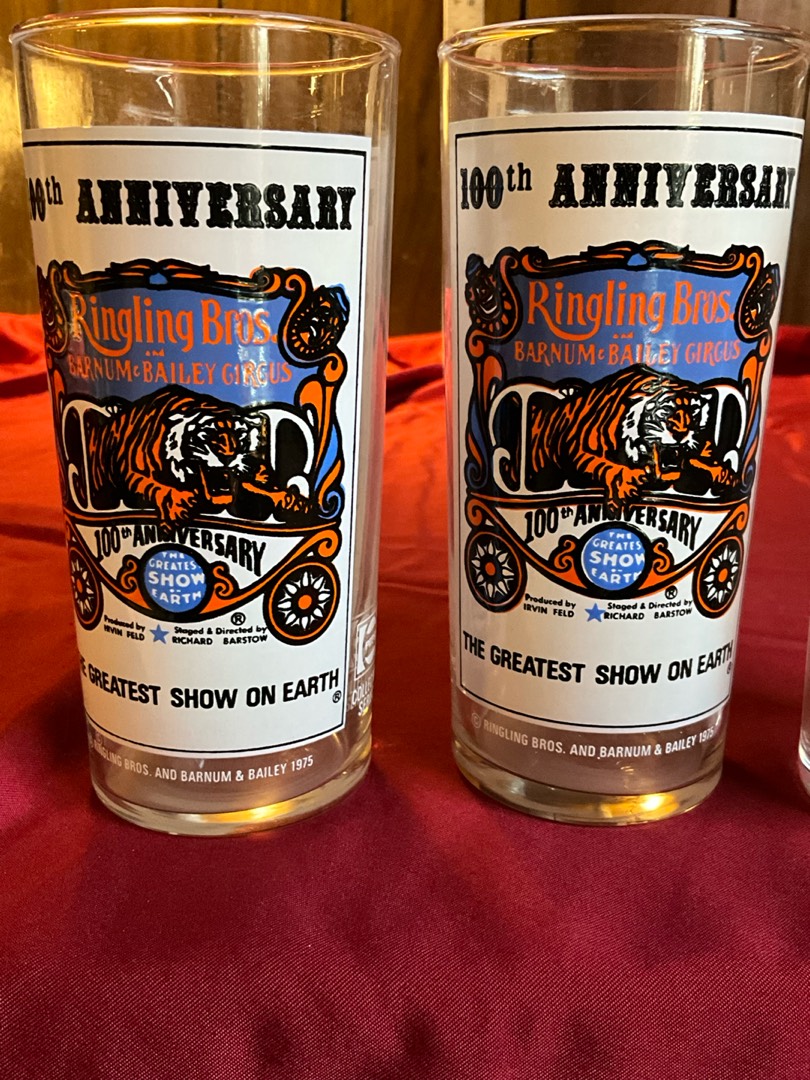 00th ANNIVERSARY
Ringling Bros.
and
BARNUM & BAILEY CIRCUS
100th ANNIVERSARY
THE
GREATES
SHOW
ON
EARTH
®
Produced by
IRVIN FELD
Staged & Directed by
RICHARD BARSTOW
E GREATEST SHOW ON EARTH ®
RINGLING BROS. AND BARNUM & BAILEY 1975
100th ANNIVERSARY
Ringling Bros.
and
BARNUM & BAILEY CIRCUS
100th ANNIVERSARY
THE
GREATES
SHOW
ON
EARTH
®
Produced by
IRVIN FELD
Staged & Directed by
RICHARD BARSTOW
THE GREATEST SHOW ON EARTH ®
© RINGLING BROS. AND BARNUM & BAILEY 1975